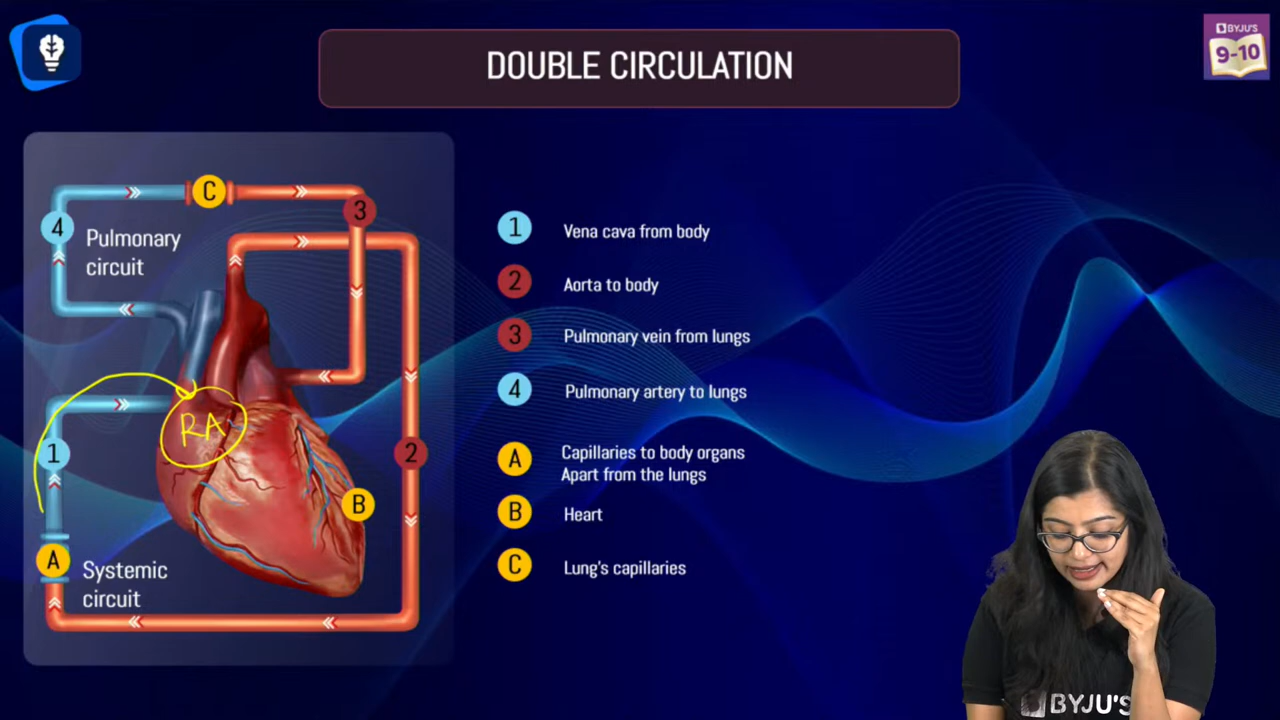 DOUBLE CIRCULATION
BYJU'S
9-10
C
3
4
Pulmonary
circuit
RA
1
2
B
A
Systemic
circuit
1 Vena cava from body
2 Aorta to body
3 Pulmonary vein from lungs
4 Pulmonary artery to lungs
A Capillaries to body organs
Apart from the lungs
B Heart
C Lung's capillaries
BYJU'S